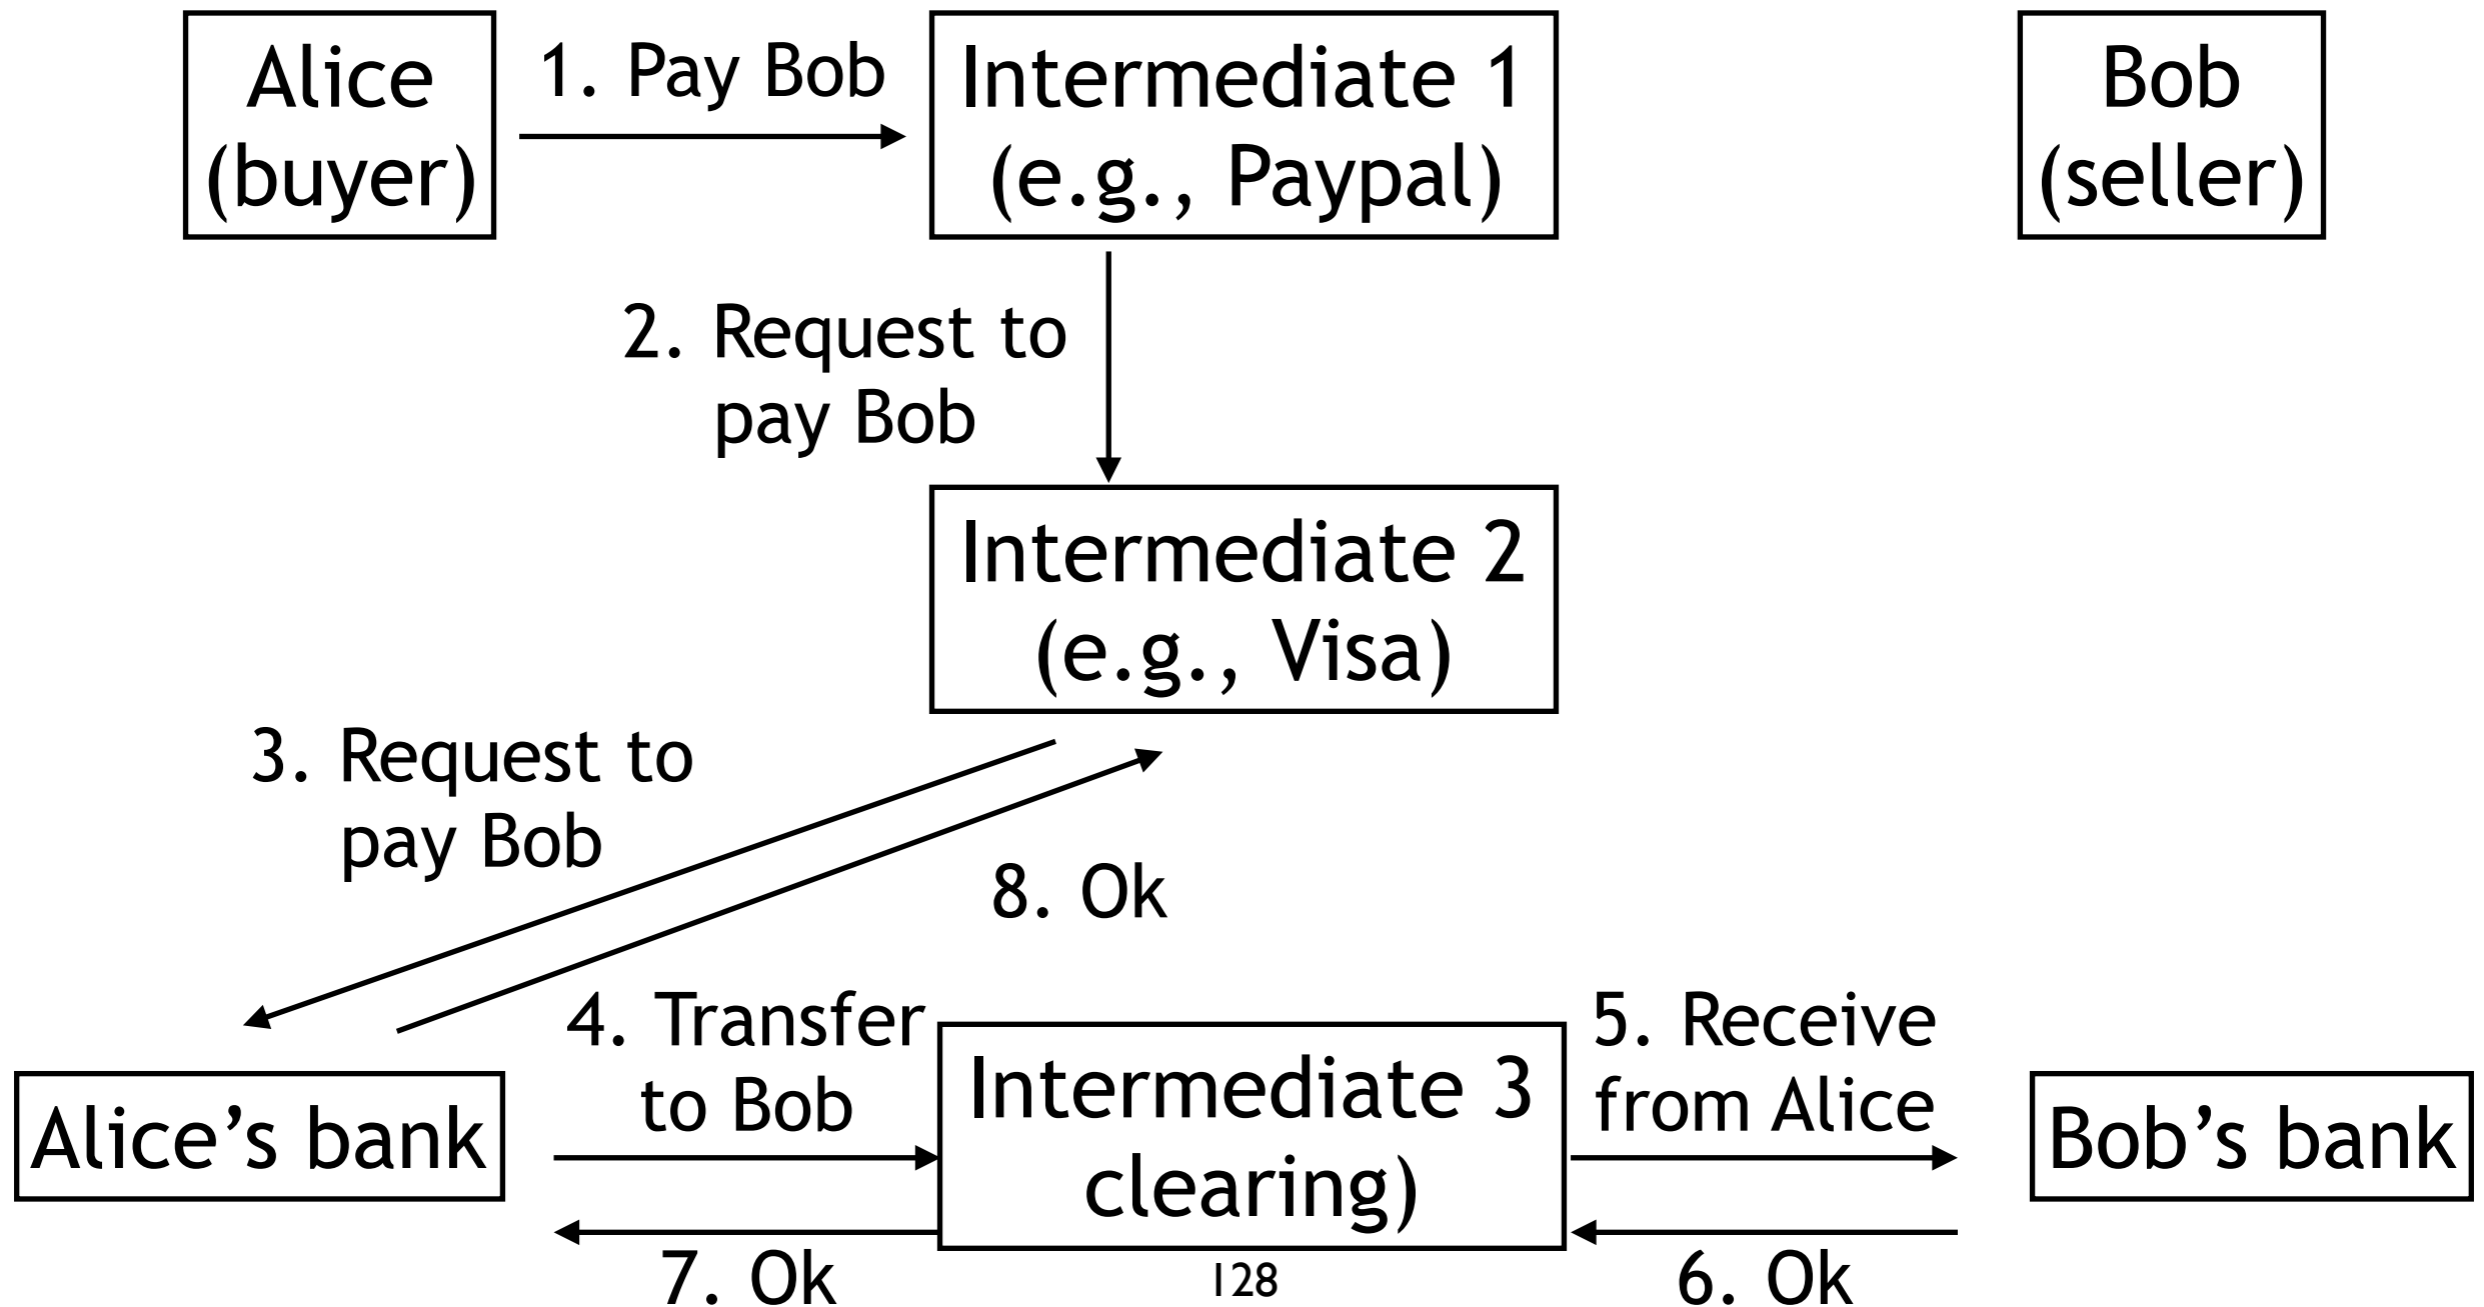 Alice
(buyer)
1. Pay Bob
Intermediate 1
(e.g., Paypal)
Bob
(seller)
2. Request to
pay Bob
Intermediate 2
(e.g., Visa)
3. Request to
pay Bob
8. Ok
Alice’s bank
4. Transfer
to Bob
Intermediate 3
clearing)
5. Receive
from Alice
Bob’s bank
7. Ok
128
6. Ok